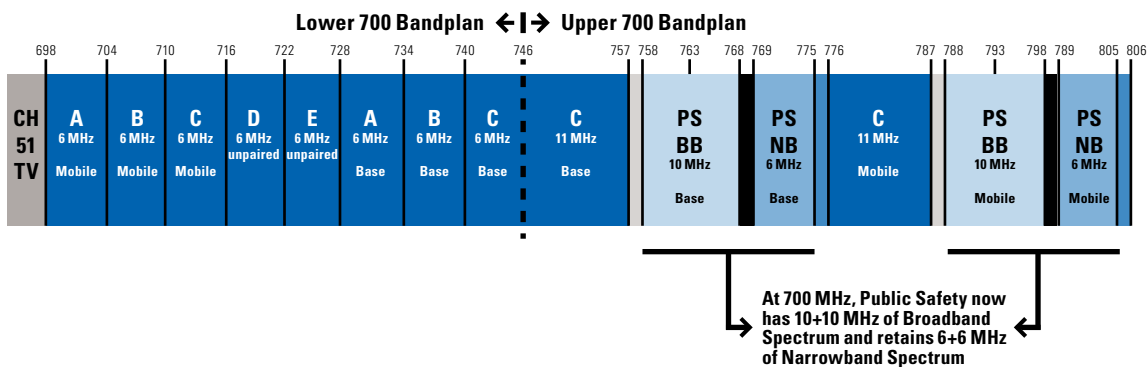 Lower 700 Bandplan Upper 700 Bandplan
698 704 710 716 722 728 734 740 746 757 758 763 768 769 775 776 787 788 793 798 789 805 806
CH
51
TV
A
6 MHz
Mobile
B
6 MHz
Mobile
C
6 MHz
Mobile
D
6 MHz
unpaired
E
6 MHz
unpaired
A
6 MHz
Base
B
6 MHz
Base
C
6 MHz
Base
C
11 MHz
Base
PS
BB
10 MHz
Base
PS
NB
6 MHz
Base
C
11 MHz
Mobile
PS
BB
10 MHz
Mobile
PS
NB
6 MHz
Mobile
At 700 MHz, Public Safety now
has 10+10 MHz of Broadband
Spectrum and retains 6+6 MHz
of Narrowband Spectrum